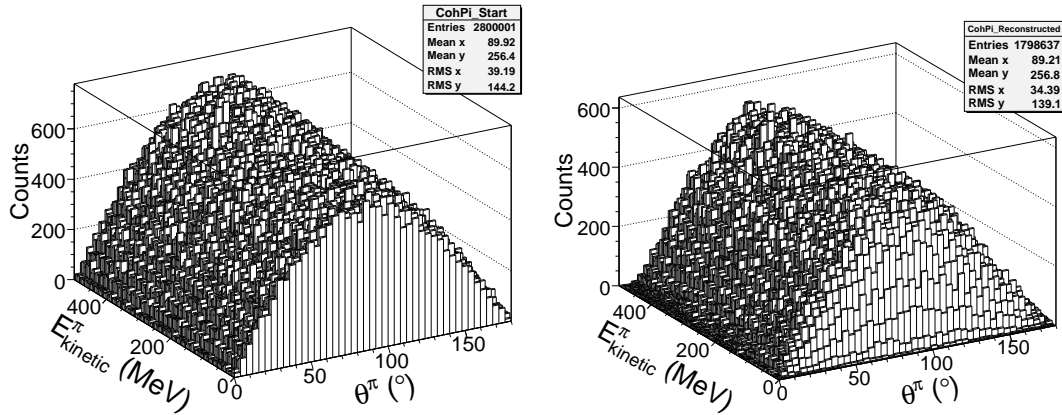 CohPi_Start
Entries 2800001
Mean x 89.92
Mean y 256.4
RMS x 39.19
RMS y 144.2
Counts
600
400
200
0
400
200
0
E^π_kinetic (MeV)
0
50
100
150
θ^π (°)
CohPi_Reconstructed
Entries 1798637
Mean x 89.21
Mean y 256.8
RMS x 34.39
RMS y 139.1
Counts
600
500
400
300
200
100
0
400
200
0
E^π_kinetic (MeV)
0
50
100
150
θ^π (°)